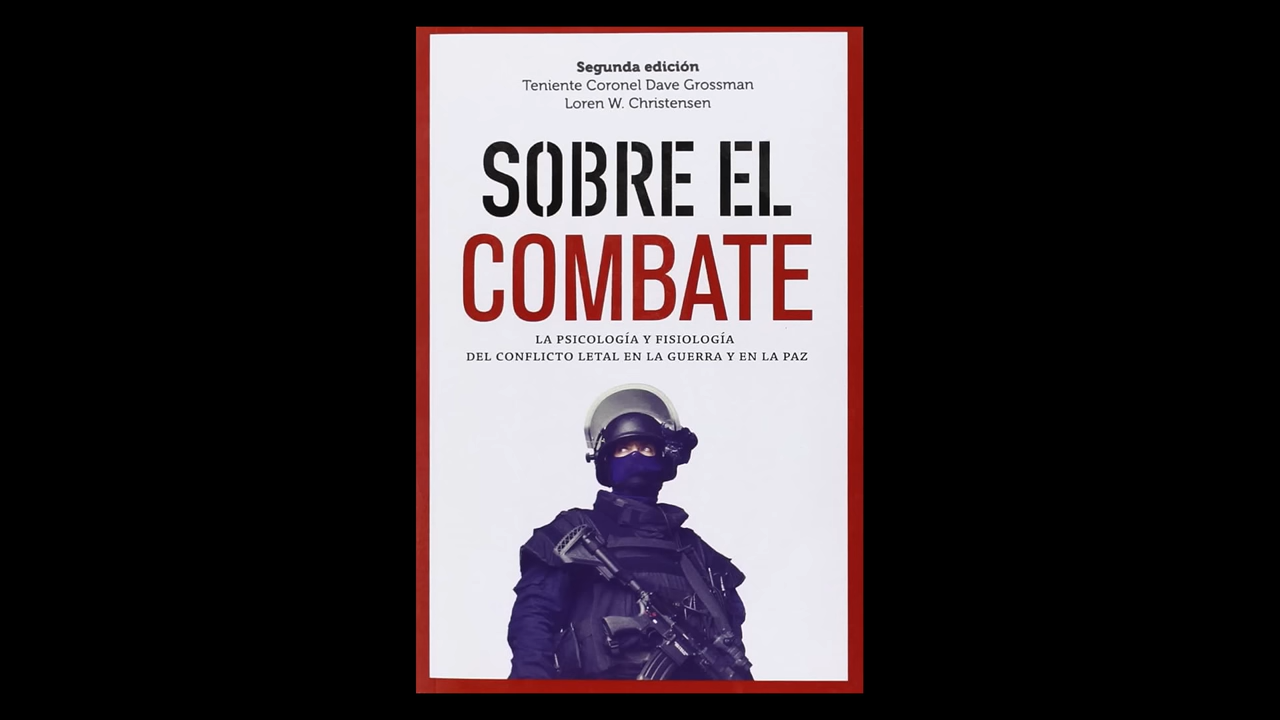 Segunda edición
Teniente Coronel Dave Grossman
Loren W. Christensen
SOBRE EL
COMBATE
LA PSICOLOGÍA Y FISIOLOGÍA
DEL CONFLICTO LETAL EN LA GUERRA Y EN LA PAZ